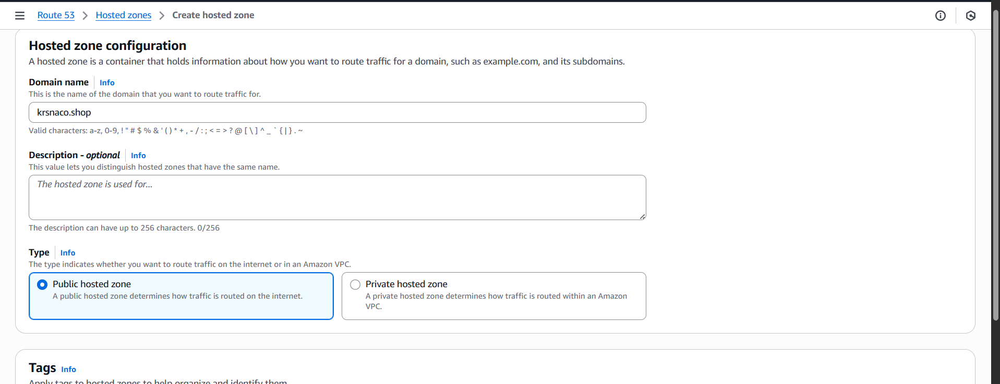 Route 53 > Hosted zones > Create hosted zone
Hosted zone configuration
A hosted zone is a container that holds information about how you want to route traffic for a domain, such as example.com, and its subdomains.
Domain name Info
This is the name of the domain that you want to route traffic for.
krsnaco.shop
Valid characters: a-z, 0-9, ! " # $ % & ' ( ) * + , - / : ; < = > ? @ [ \ ] ^ _ ` { | } . ~
Description - optional Info
This value lets you distinguish hosted zones that have the same name.
The hosted zone is used for...
The description can have up to 256 characters. 0/256
Type Info
The type indicates whether you want to route traffic on the internet or in an Amazon VPC.
Public hosted zone
A public hosted zone determines how traffic is routed on the internet.
Private hosted zone
A private hosted zone determines how traffic is routed within an Amazon
VPC.
Tags Info
Apply tags to hosted zones to help organize and identify them.